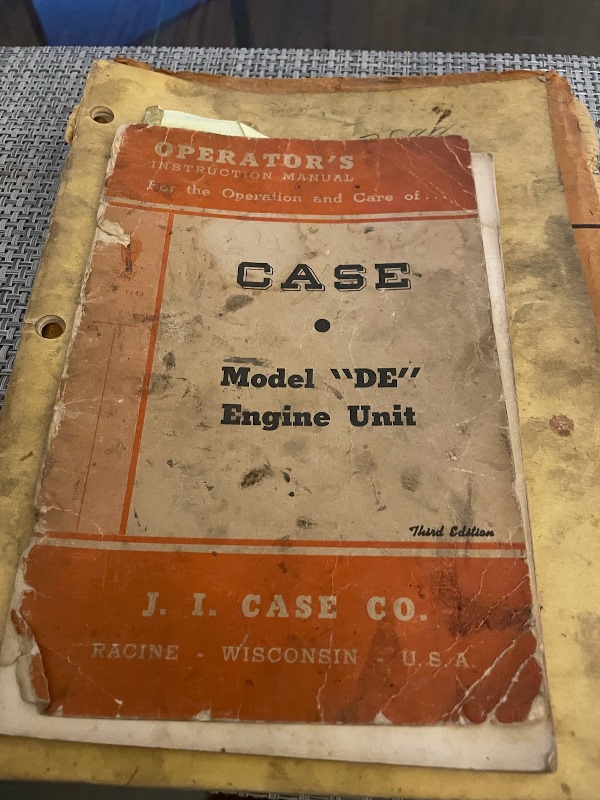 OPERATOR'S
INSTRUCTION MANUAL
For the Operation and Care of....
CASE
Model "DE"
Engine Unit
Third Edition
J. I. CASE CO.
RACINE - WISCONSIN - U.S.A.